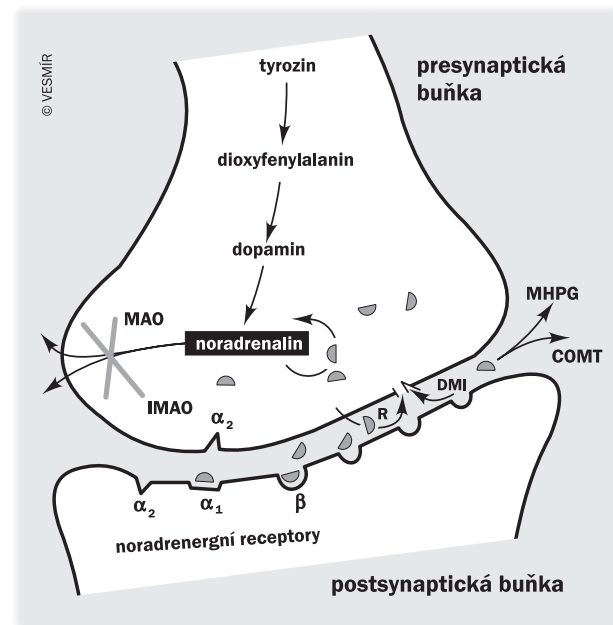 © VESMÍR
tyrozin
presynaptická
buňka
dioxyfenylalanin
dopamin
MHPG
MAO
noradrenalin
COMT
DMI
IMAO
α2
R
α2
α1
β
noradrenergní receptory
postsynaptická buňka